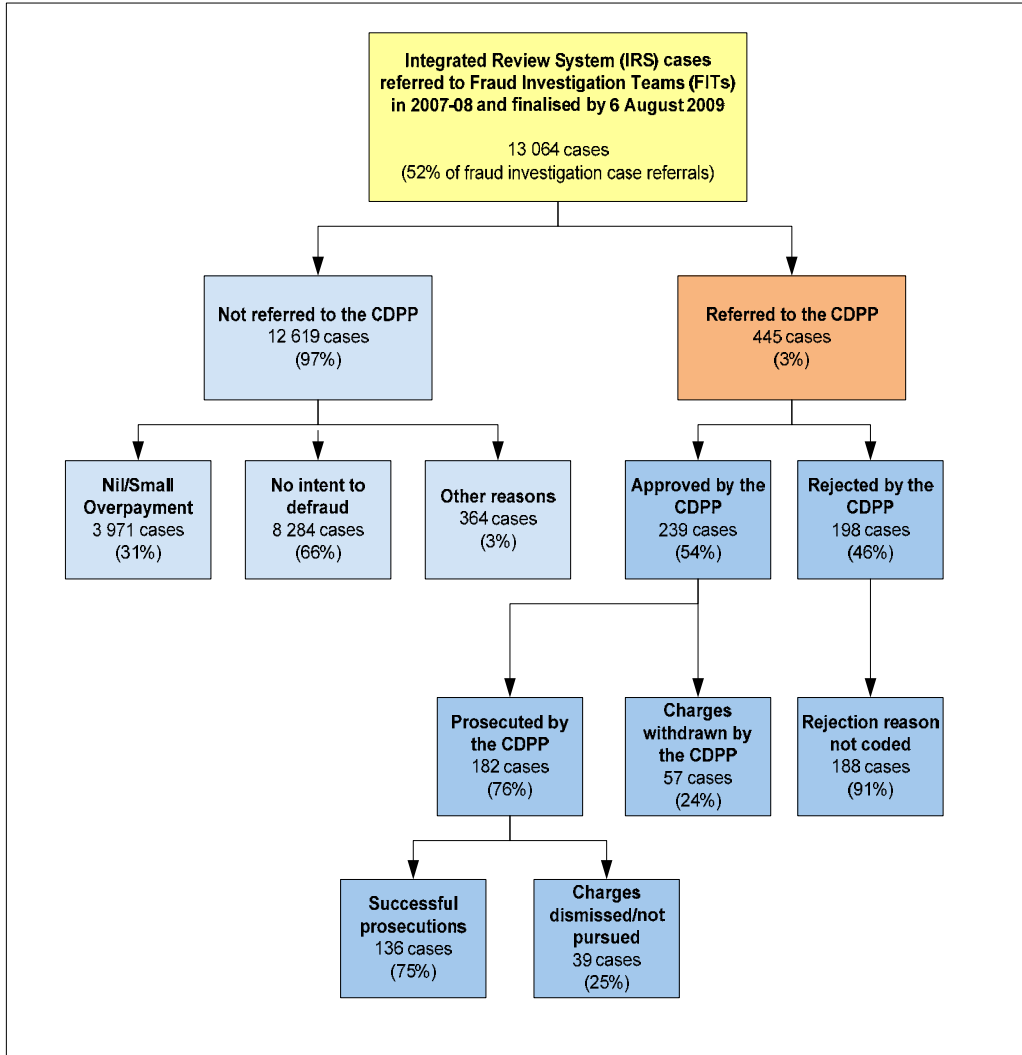 Integrated Review System (IRS) cases
referred to Fraud Investigation Teams (FITs)
in 2007-08 and finalised by 6 August 2009
13 064 cases
(52% of fraud investigation case referrals)
Not referred to the CDPP
12 619 cases
(97%)
Referred to the CDPP
445 cases
(3%)
Nil/Small
Overpayment
3 971 cases
(31%)
No intent to
defraud
8 284 cases
(66%)
Other reasons
364 cases
(3%)
Approved by the
CDPP
239 cases
(54%)
Rejected by the
CDPP
198 cases
(46%)
Prosecuted by
the CDPP
182 cases
(76%)
Charges
withdrawn by
the CDPP
57 cases
(24%)
Rejection reason
not coded
188 cases
(91%)
Successful
prosecutions
136 cases
(75%)
Charges
dismissed/not
pursued
39 cases
(25%)